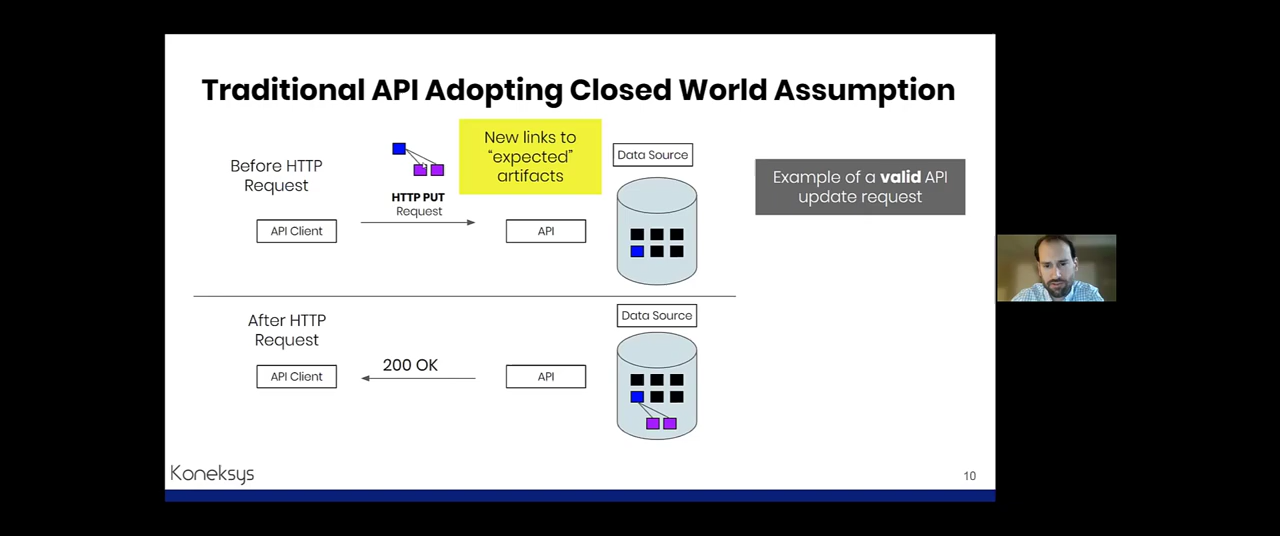 Traditional API Adopting Closed World Assumption
Before HTTP
Request
HTTP PUT
Request
New links to
“expected”
artifacts
Data Source
Example of a valid API
update request
API Client
API
After HTTP
Request
Data Source
API Client
200 OK
API
Koneksys
10